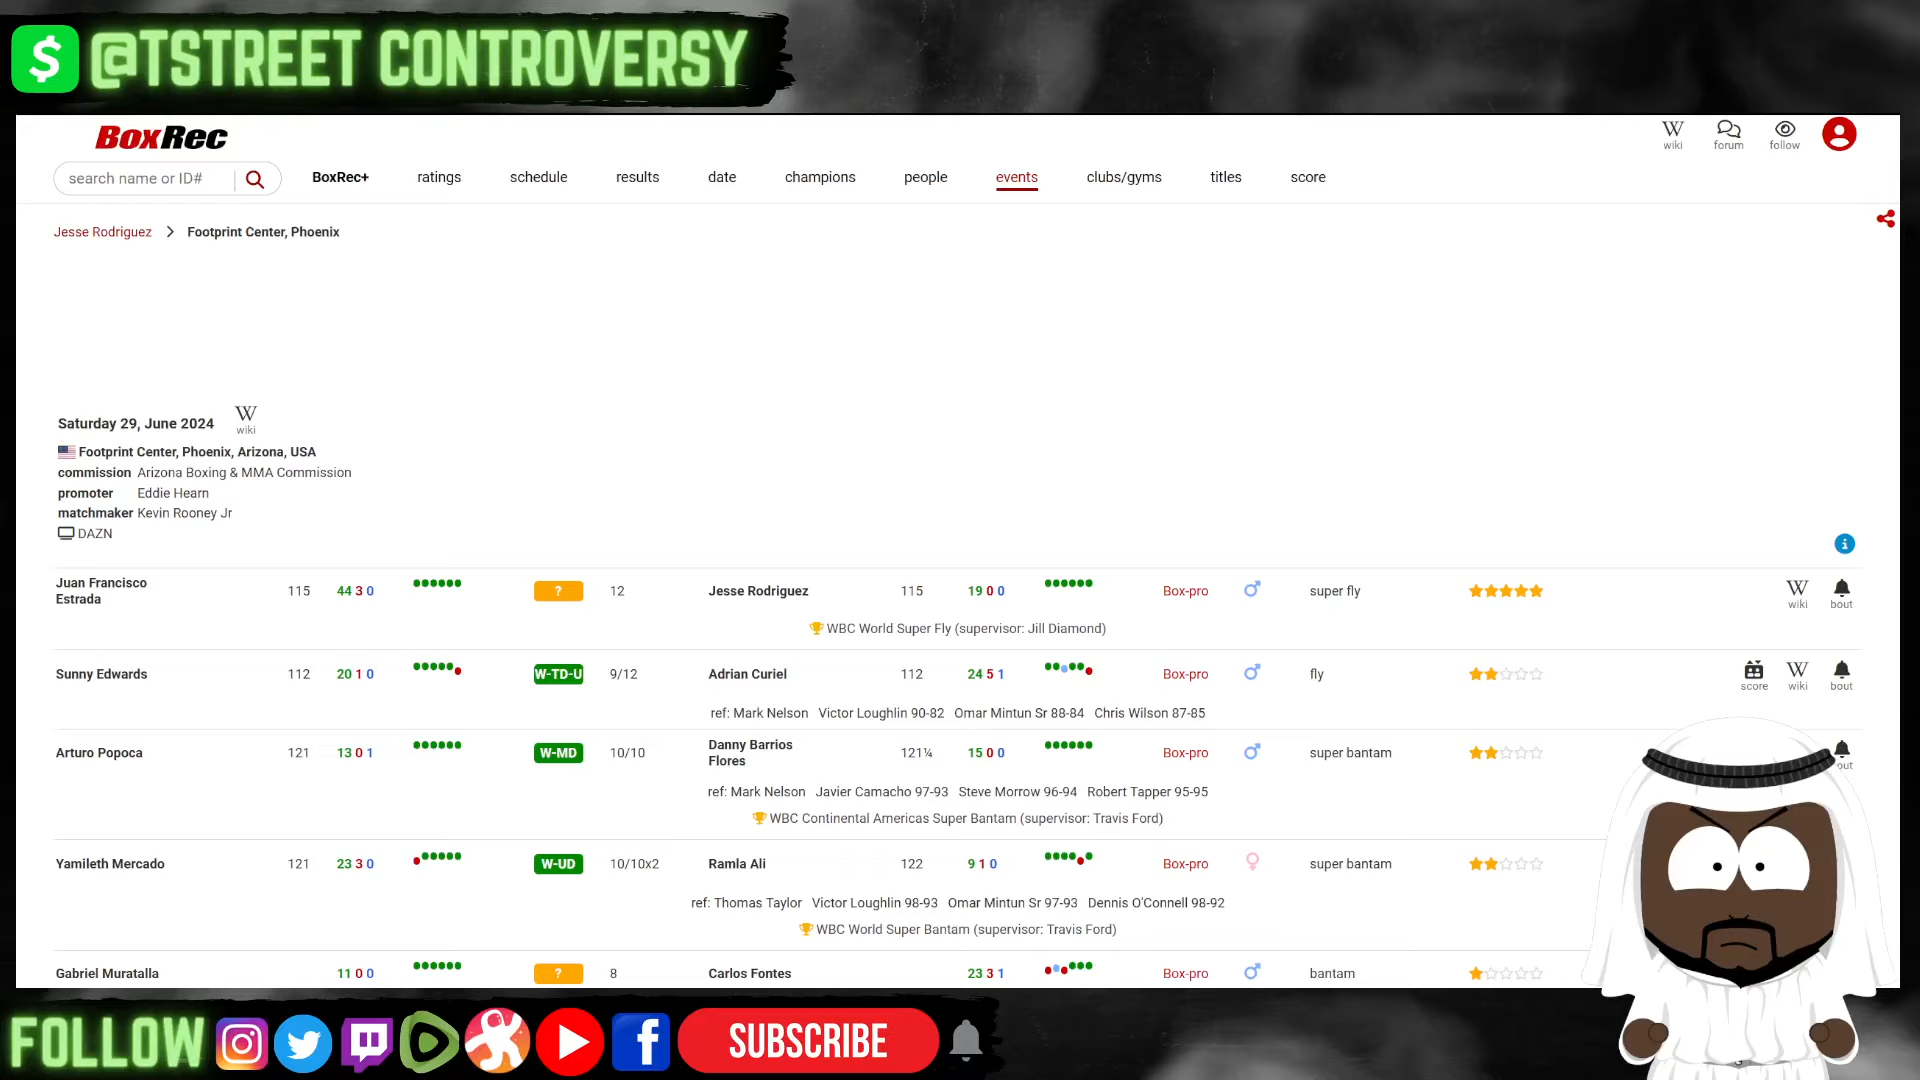 $ @TSTREET CONTROVERSY
BoxRec
W wiki forum follow
search name or ID# BoxRec+ ratings schedule results date champions people events clubs/gyms titles score
Jesse Rodriguez > Footprint Center, Phoenix
Saturday 29, June 2024 W wiki
Footprint Center, Phoenix, Arizona, USA
commission Arizona Boxing & MMA Commission
promoter Eddie Hearn
matchmaker Kevin Rooney Jr
DAZN
i
Juan Francisco Estrada 115 44 3 0 ? 12 Jesse Rodriguez 115 19 0 0 Box-pro super fly W wiki bout
WBC World Super Fly (supervisor: Jill Diamond)
Sunny Edwards 112 20 1 0 W-TD-U 9/12 Adrian Curiel 112 24 5 1 Box-pro fly score W wiki bout
ref: Mark Nelson Victor Loughlin 90-82 Omar Mintun Sr 88-84 Chris Wilson 87-85
Arturo Popoca 121 13 0 1 W-MD 10/10 Danny Barrios Flores 121¼ 15 0 0 Box-pro super bantam out
ref: Mark Nelson Javier Camacho 97-93 Steve Morrow 96-94 Robert Tapper 95-95
WBC Continental Americas Super Bantam (supervisor: Travis Ford)
Yamileth Mercado 121 23 3 0 W-UD 10/10x2 Ramla Ali 122 9 1 0 Box-pro super bantam
ref: Thomas Taylor Victor Loughlin 98-93 Omar Mintun Sr 97-93 Dennis O'Connell 98-92
WBC World Super Bantam (supervisor: Travis Ford)
Gabriel Muratalla 11 0 0 ? 8 Carlos Fontes 23 3 1 Box-pro bantam
FOLLOW f SUBSCRIBE